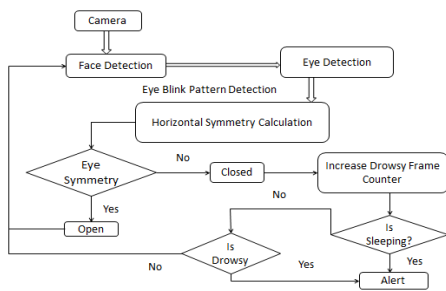 Camera
Face Detection
Eye Detection
Eye Blink Pattern Detection
Horizontal Symmetry Calculation
Eye
Symmetry
No
Closed
Increase Drowsy Frame
Counter
Yes
Open
No
Is
Sleeping?
Is
Drowsy
No
Yes
Yes
Alert